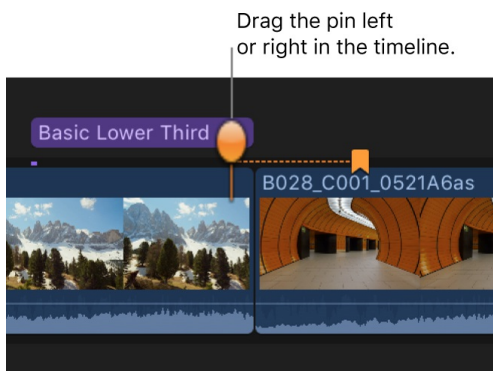 Drag the pin left
or right in the timeline.
Basic Lower Third
B028_C001_0521A6as